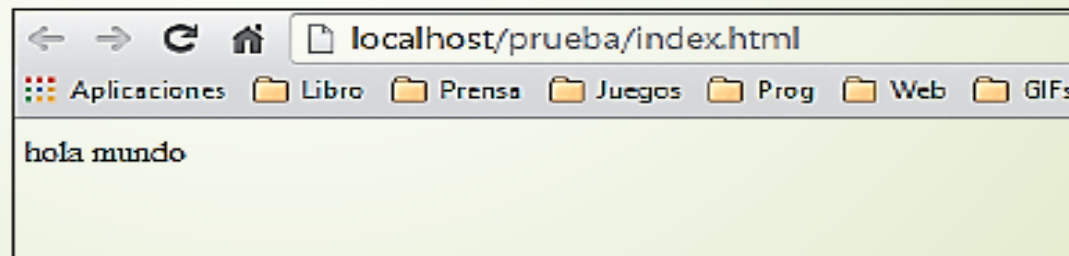 localhost/prueba/index.html
Aplicaciones Libro Prensa Juegos Prog Web GIFs
hola mundo